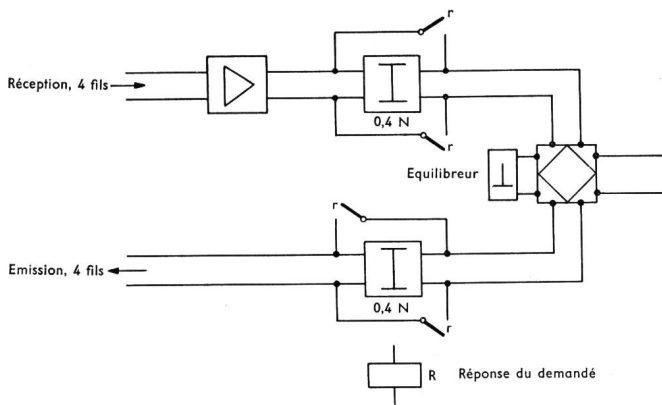 r
Réception, 4 fils
0,4 N
r
Equilibreur
r
Emission, 4 fils
0,4 N
r
R Réponse du demandé